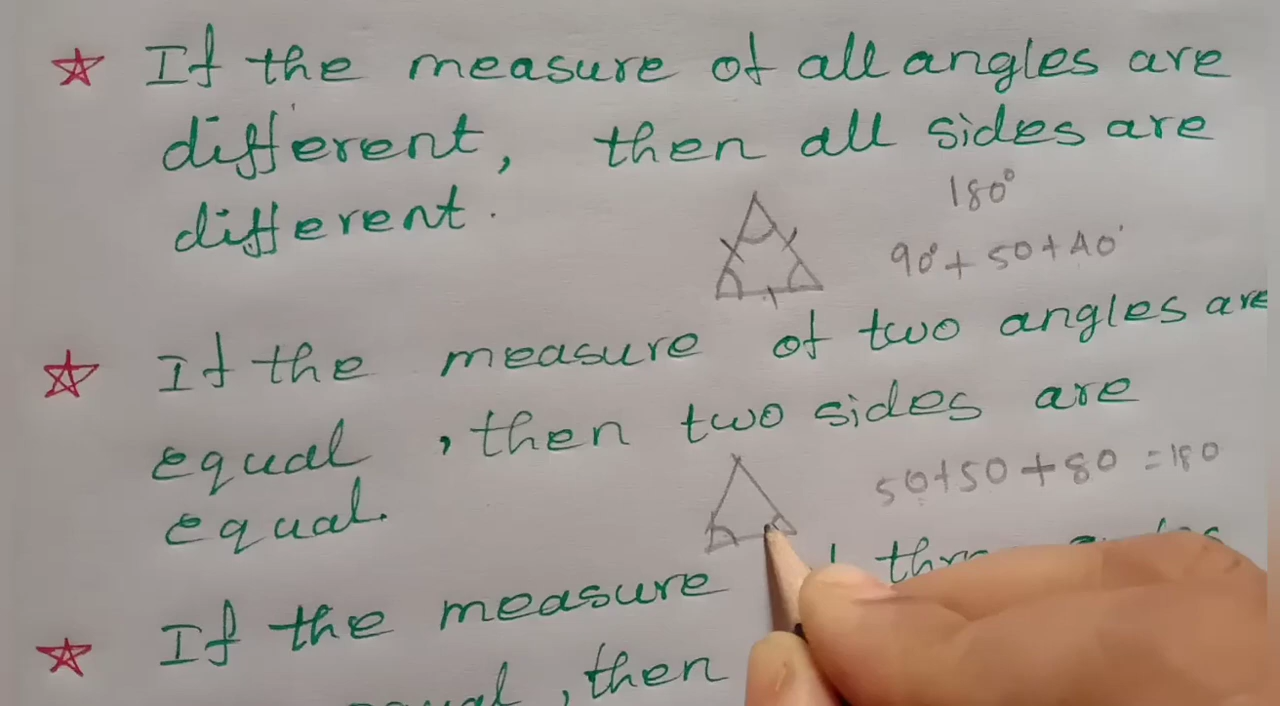 If the measure of all angles are
different, then all sides are
different.
180°
90°+50+40°
If the measure of two angles are
equal, then two sides are
equal.
50+50+80=180
If the measure
, then